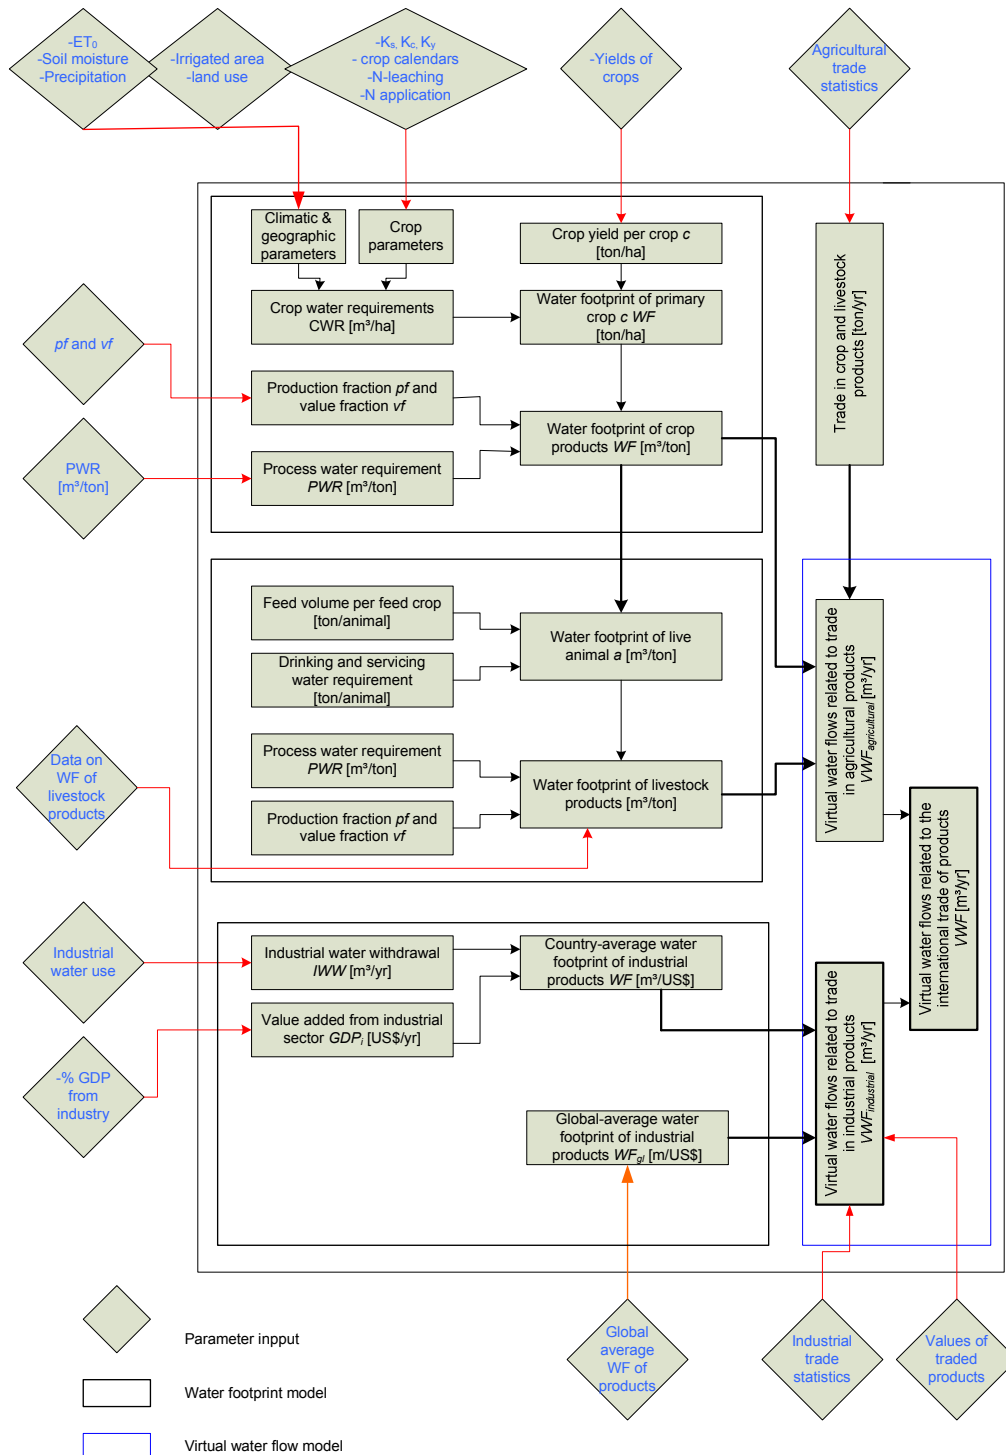 -ET₀
-Soil moisture
-Precipitation
-Irrigated area
-land use
-Kₛ, K꜀, Kᵧ
- crop calendars
-N-leaching
-N application
-Yields of
crops
Agricultural
trade
statistics
Climatic &
geographic
parameters
Crop
parameters
Crop yield per crop c
[ton/ha]
Crop water requirements
CWR [m³/ha]
Water footprint of primary
crop c WF
[ton/ha]
Trade in crop and livestock
products [ton/yr]
pf and vf
Production fraction pf and
value fraction vf
Water footprint of crop
products WF [m³/ton]
PWR
[m³/ton]
Process water requirement
PWR [m³/ton]
Feed volume per feed crop
[ton/animal]
Water footprint of live
animal a [m³/ton]
Drinking and servicing
water requirement
[ton/animal]
Virtual water flows related to trade
in agricultural products
VWFagricultural [m³/yr]
Data on
WF of
livestock
products
Process water requirement
PWR [m³/ton]
Water footprint of livestock
products [m³/ton]
Production fraction pf and
value fraction vf
Virtual water flows related to the
international trade of products
VWF [m³/yr]
Industrial
water use
Industrial water withdrawal
IWW [m³/yr]
Country-average water
footprint of industrial
products WF [m³/US$]
Value added from industrial
sector GDPᵢ [US$/yr]
-% GDP
from
industry
Virtual water flows related to trade
in industrial products
VWFindustrial [m³/yr]
Global-average water
footprint of industrial
products WFgl [m/US$]
Parameter inpput
Global
average
WF of
products
Industrial
trade
statistics
Values of
traded
products
Water footprint model
Virtual water flow model